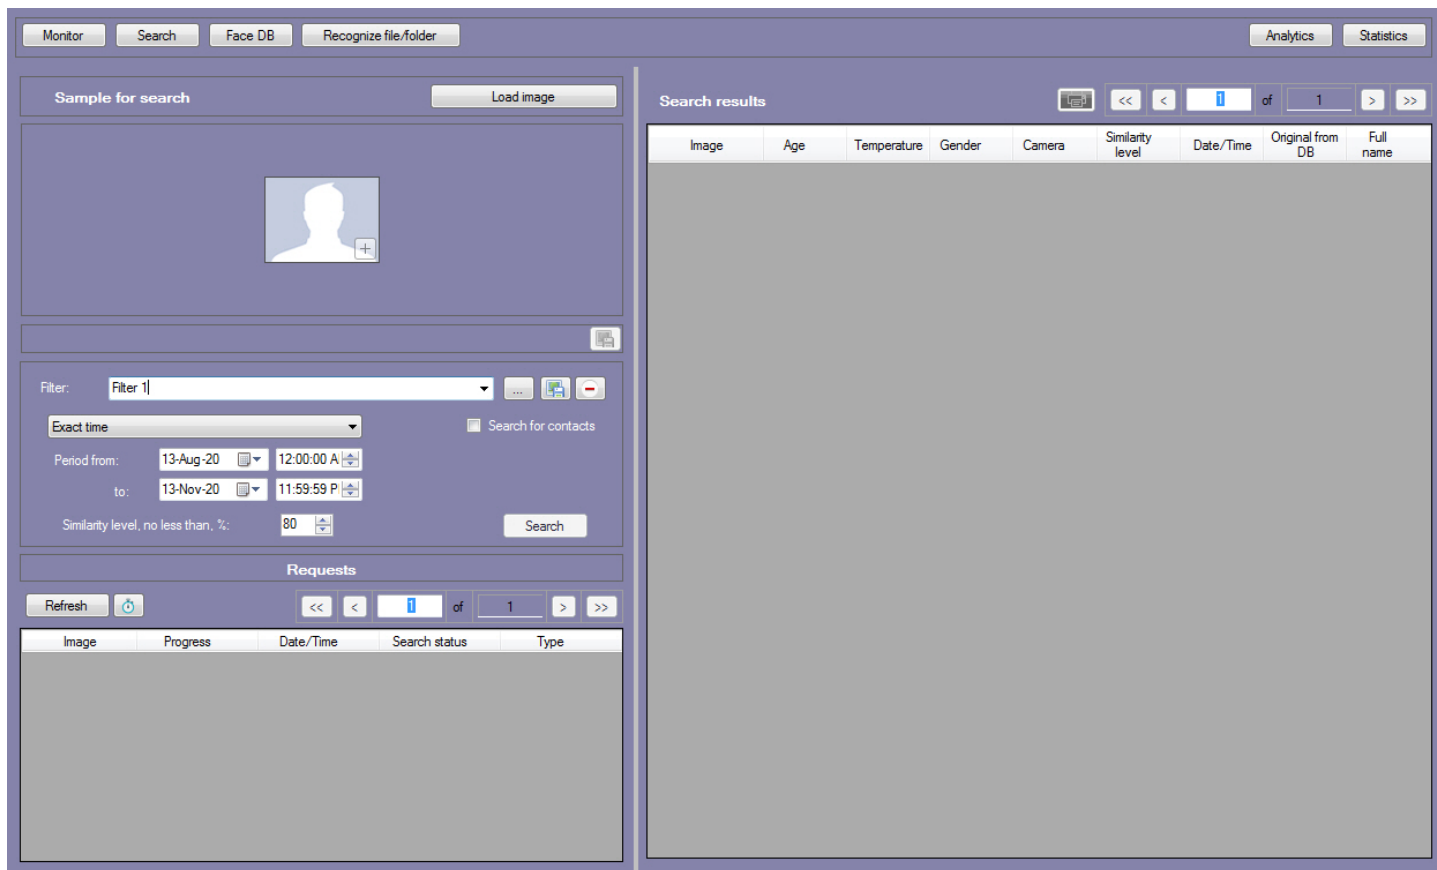 Monitor Search Face DB Recognize file/folder Analytics Statistics
Sample for search Load image
Filter: Filter 1 ...
Exact time Search for contacts
Period from: 13-Aug-20 12:00:00 A
to: 13-Nov-20 11:59:59 P
Similarity level, no less than, %: 80 Search
Requests
Refresh << < 1 of 1 > >>
Image Progress Date/Time Search status Type
Search results << < 1 of 1 > >>
Image Age Temperature Gender Camera Similarity level Date/Time Original from DB Full name